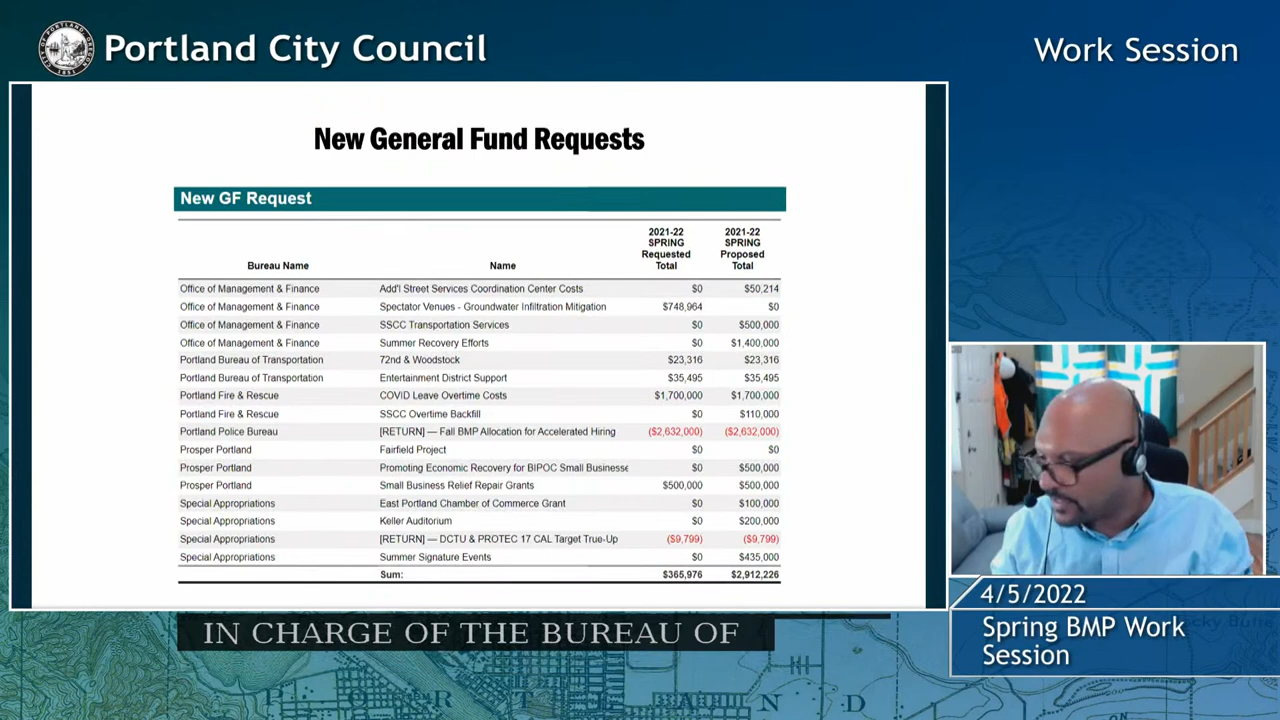 Portland City Council
Work Session
New General Fund Requests
New GF Request
Bureau Name Name 2021-22 SPRING Requested Total 2021-22 SPRING Proposed Total
Office of Management & Finance Add'l Street Services Coordination Center Costs $0 $50,214
Office of Management & Finance Spectator Venues - Groundwater Infiltration Mitigation $748,964 $0
Office of Management & Finance SSCC Transportation Services $0 $500,000
Office of Management & Finance Summer Recovery Efforts $0 $1,400,000
Portland Bureau of Transportation 72nd & Woodstock $23,316 $23,316
Portland Bureau of Transportation Entertainment District Support $35,495 $35,495
Portland Fire & Rescue COVID Leave Overtime Costs $1,700,000 $1,700,000
Portland Fire & Rescue SSCC Overtime Backfill $0 $110,000
Portland Police Bureau [RETURN] — Fall BMP Allocation for Accelerated Hiring ($2,632,000) ($2,632,000)
Prosper Portland Fairfield Project $0 $0
Prosper Portland Promoting Economic Recovery for BIPOC Small Businesse $0 $500,000
Prosper Portland Small Business Relief Repair Grants $500,000 $500,000
Special Appropriations East Portland Chamber of Commerce Grant $0 $100,000
Special Appropriations Keller Auditorium $0 $200,000
Special Appropriations [RETURN] — DCTU & PROTEC 17 CAL Target True-Up ($9,799) ($9,799)
Special Appropriations Summer Signature Events $0 $435,000
Sum: $365,976 $2,912,226
4/5/2022
Spring BMP Work
Session
IN CHARGE OF THE BUREAU OF
P O R T L A N D